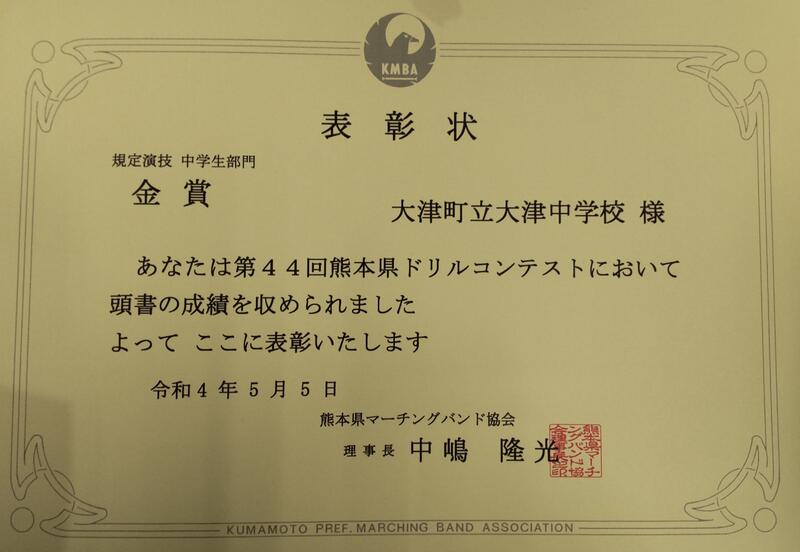 KMBA
表彰状
規定演技 中学生部門
金賞
大津町立大津中学校 様
あなたは第４４回熊本県ドリルコンテストにおいて
頭書の成績を収められました
よって ここに表彰いたします
令和４年５月５日
熊本県マーチングバンド協会
理事長 中嶋 隆光
KUMAMOTO PREF. MARCHING BAND ASSOCIATION